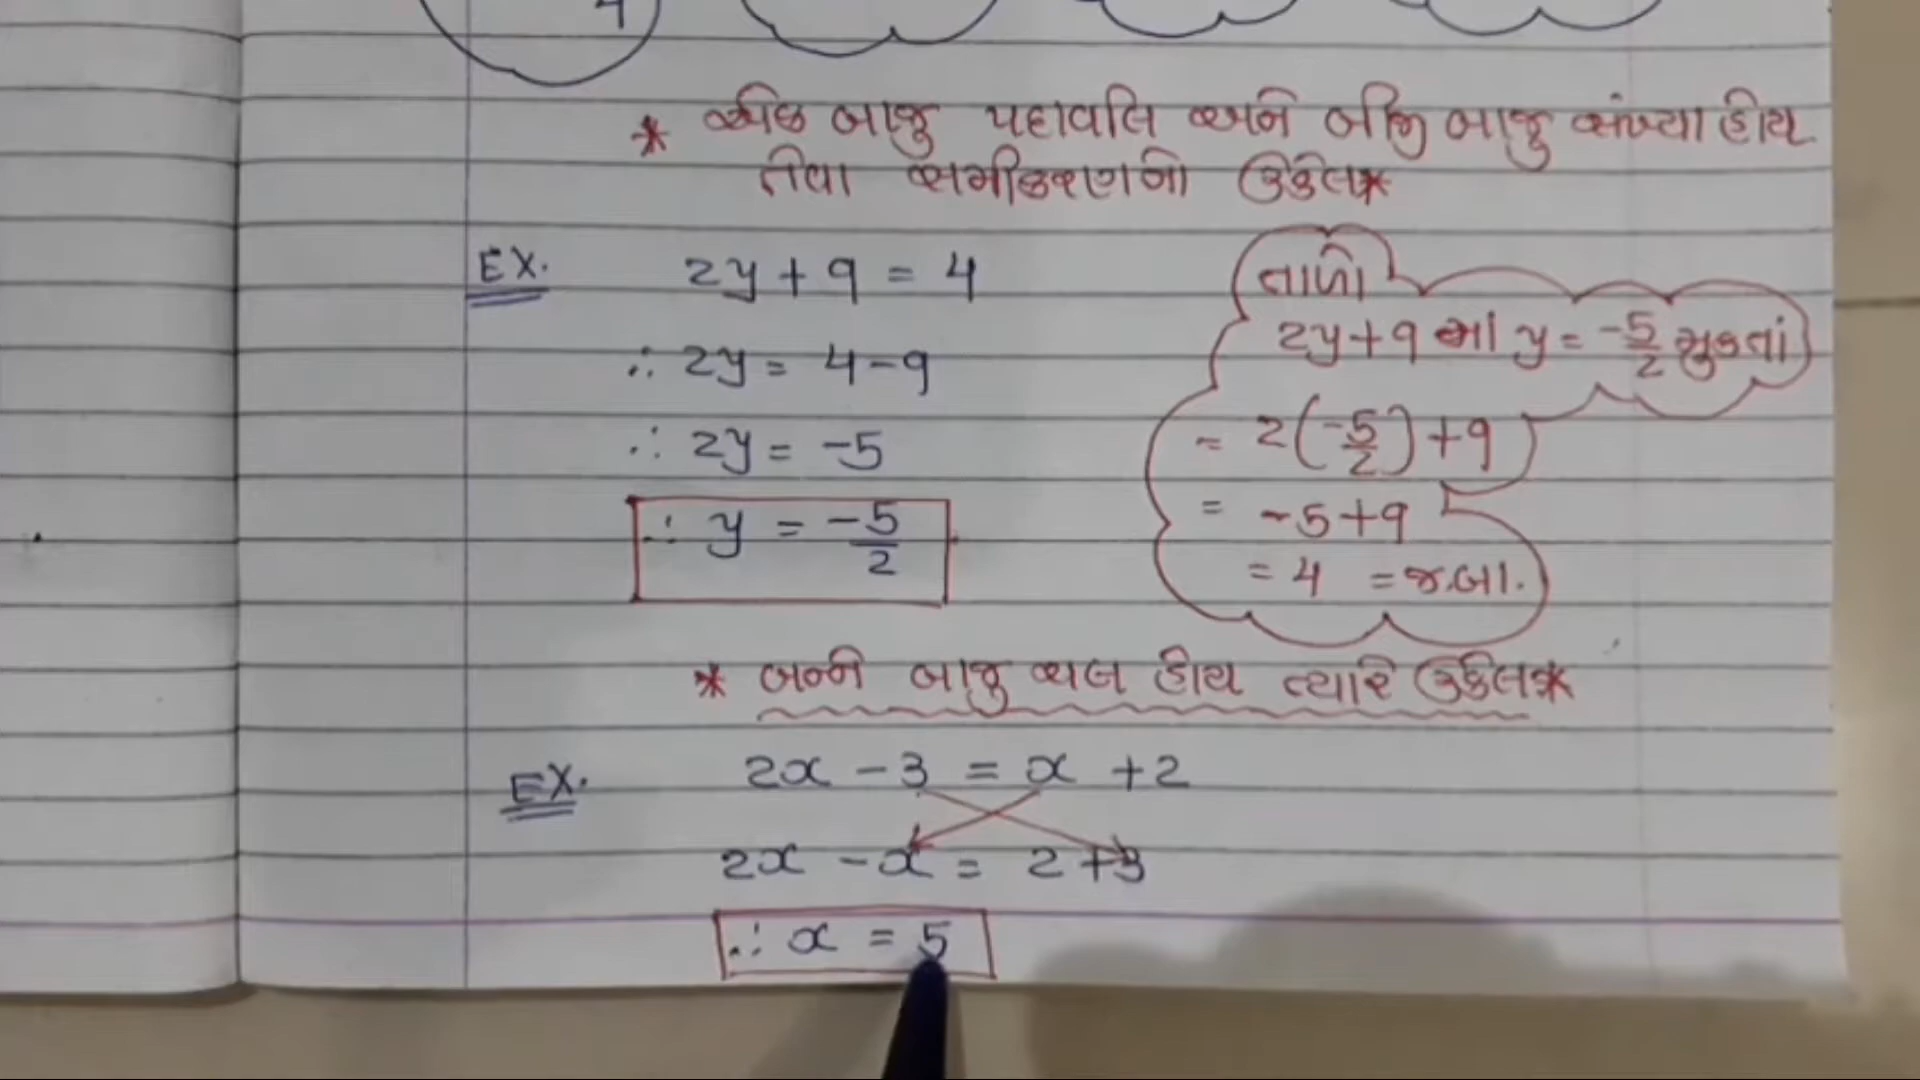 * એક બાજુ પદાવલિ અને બીજી બાજુ સંખ્યા હોય
તેવા સમીકરણનો ઉકેલ *
EX. 2y + 9 = 4
∴ 2y = 4 - 9
∴ 2y = -5
∴ y = -5/2
તાળો
2y + 9 માં y = -5/2 મુકતાં
= 2(-5/2) + 9
= -5 + 9
= 4 = જ.બા.
* બન્ને બાજુ ચલ હોય ત્યારે ઉકેલ *
EX. 2x - 3 = x + 2
2x - x = 2 + 3
∴ x = 5